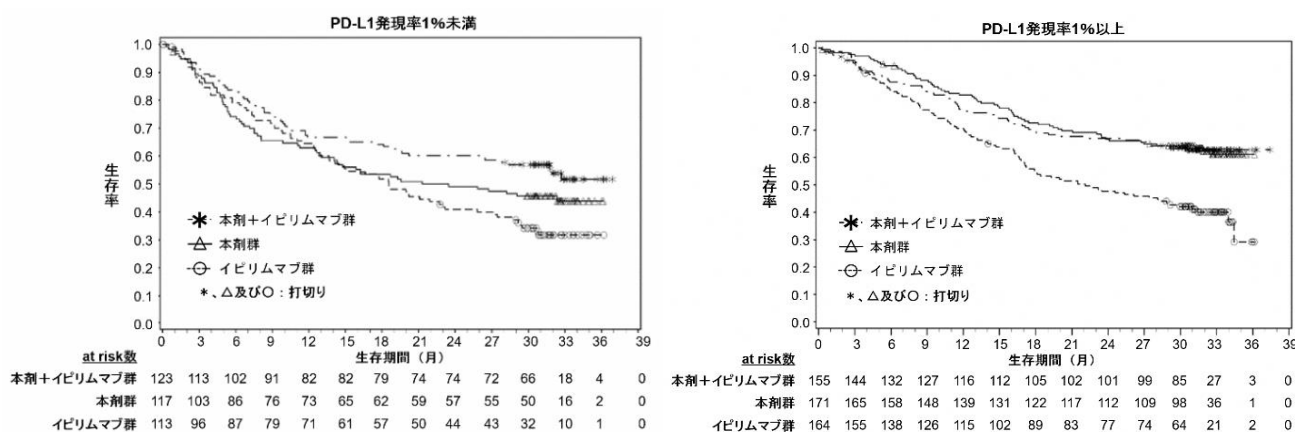 PD-L1発現率1%未満
1.0
0.9
0.8
0.7
0.6
0.5
0.4
0.3
0.2
0.1
0.0
生存率
本剤+イピリムマブ群
本剤群
イピリムマブ群
*、△及び○:打切り
0 3 6 9 12 15 18 21 24 27 30 33 36 39
生存期間(月)
at risk数
本剤+イピリムマブ群 123 113 102 91 82 82 79 74 74 72 66 18 4 0
本剤群 117 103 86 76 73 65 62 59 57 55 50 16 2 0
イピリムマブ群 113 96 87 79 71 61 57 50 44 43 32 10 1 0
PD-L1発現率1%以上
1.0
0.9
0.8
0.7
0.6
0.5
0.4
0.3
0.2
0.1
0.0
生存率
本剤+イピリムマブ群
本剤群
イピリムマブ群
*、△及び○:打切り
0 3 6 9 12 15 18 21 24 27 30 33 36 39
生存期間(月)
at risk数
本剤+イピリムマブ群 155 144 132 127 116 112 105 102 101 99 85 27 3 0
本剤群 171 165 158 148 139 131 122 117 112 109 98 36 1 0
イピリムマブ群 164 155 138 126 115 102 89 83 77 74 64 21 2 0